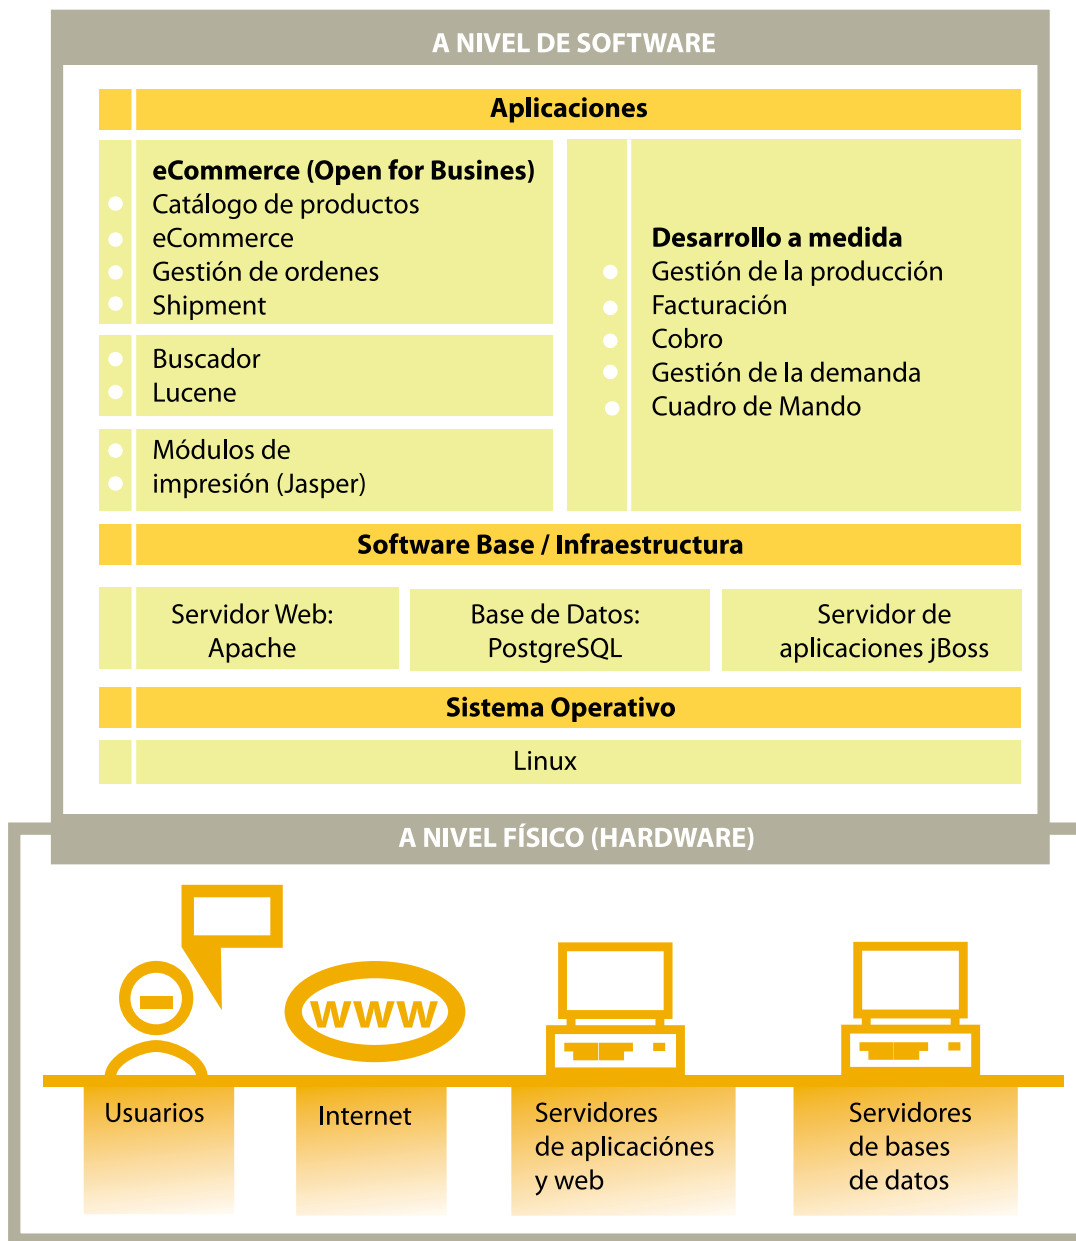 A NIVEL DE SOFTWARE
Aplicaciones
eCommerce (Open for Busines)
Catálogo de productos
eCommerce
Gestión de ordenes
Shipment
Buscador
Lucene
Módulos de
impresión (Jasper)
Desarrollo a medida
Gestión de la producción
Facturación
Cobro
Gestión de la demanda
Cuadro de Mando
Software Base / Infraestructura
Servidor Web:
Apache
Base de Datos:
PostgreSQL
Servidor de
aplicaciones jBoss
Sistema Operativo
Linux
A NIVEL FÍSICO (HARDWARE)
www
Usuarios
Internet
Servidores
de aplicaciónes
y web
Servidores
de bases
de datos